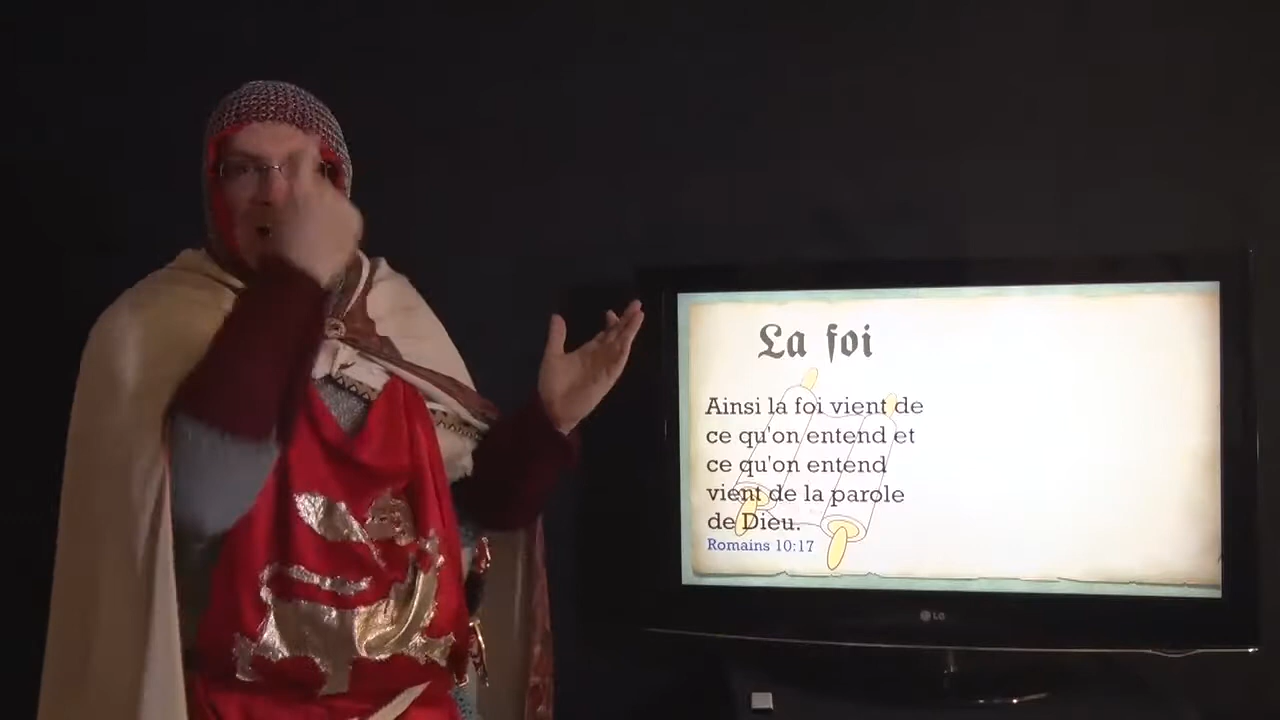 La foi
Ainsi la foi vient de
ce qu'on entend et
ce qu'on entend
vient de la parole
de Dieu.
Romains 10:17
LG